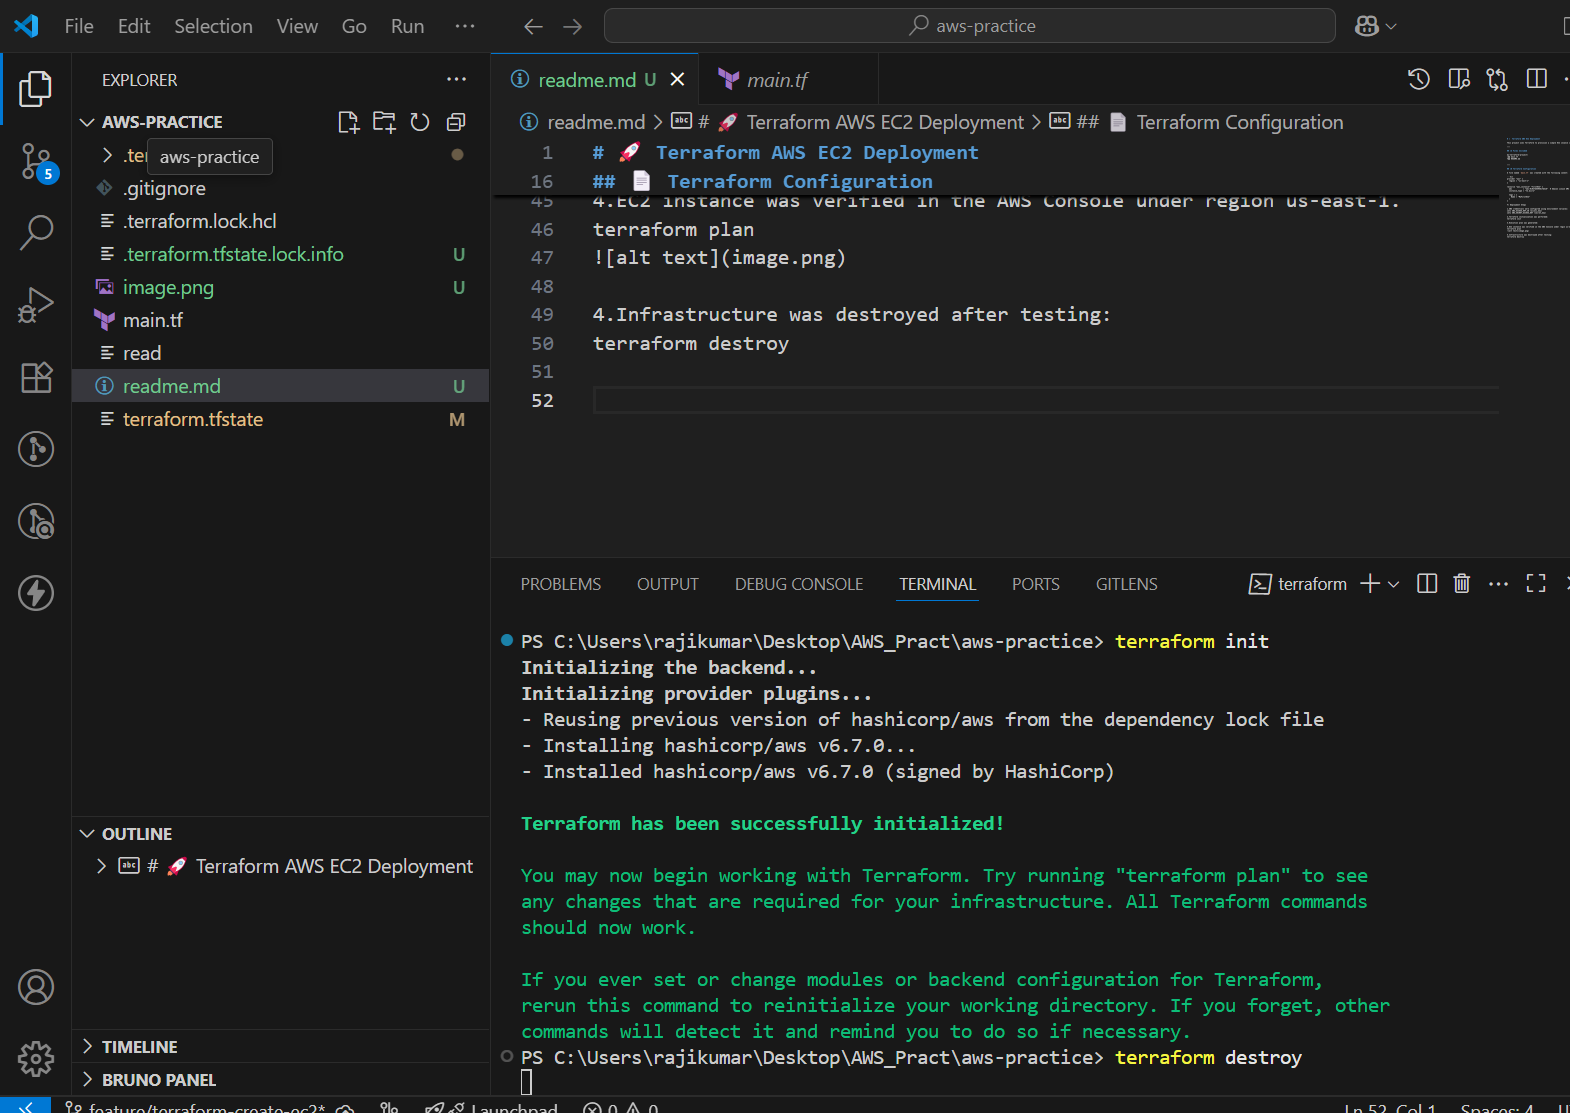 File Edit Selection View Go Run ··· aws-practice
EXPLORER ···
AWS-PRACTICE
.te
aws-practice
.gitignore
.terraform.lock.hcl
.terraform.tfstate.lock.info U
image.png U
main.tf
read
readme.md U
terraform.tfstate M
5
OUTLINE
# 🚀 Terraform AWS EC2 Deployment
TIMELINE
BRUNO PANEL
readme.md U main.tf
readme.md > # 🚀 Terraform AWS EC2 Deployment > ## 📄 Terraform Configuration
1 # 🚀 Terraform AWS EC2 Deployment
16 ## 📄 Terraform Configuration
45 4.EC2 instance was verified in the AWS Console under region us-east-1.
46 terraform plan
47 ![alt text](image.png)
48
49 4.Infrastructure was destroyed after testing:
50 terraform destroy
51
52
PROBLEMS OUTPUT DEBUG CONSOLE TERMINAL PORTS GITLENS terraform
PS C:\Users\rajikumar\Desktop\AWS_Pract\aws-practice> terraform init
Initializing the backend...
Initializing provider plugins...
- Reusing previous version of hashicorp/aws from the dependency lock file
- Installing hashicorp/aws v6.7.0...
- Installed hashicorp/aws v6.7.0 (signed by HashiCorp)
Terraform has been successfully initialized!
You may now begin working with Terraform. Try running "terraform plan" to see
any changes that are required for your infrastructure. All Terraform commands
should now work.
If you ever set or change modules or backend configuration for Terraform,
rerun this command to reinitialize your working directory. If you forget, other
commands will detect it and remind you to do so if necessary.
PS C:\Users\rajikumar\Desktop\AWS_Pract\aws-practice> terraform destroy
feature/terraform-create-ec2* Launchpad 0 0 Ln 52, Col 1 Spaces: 4